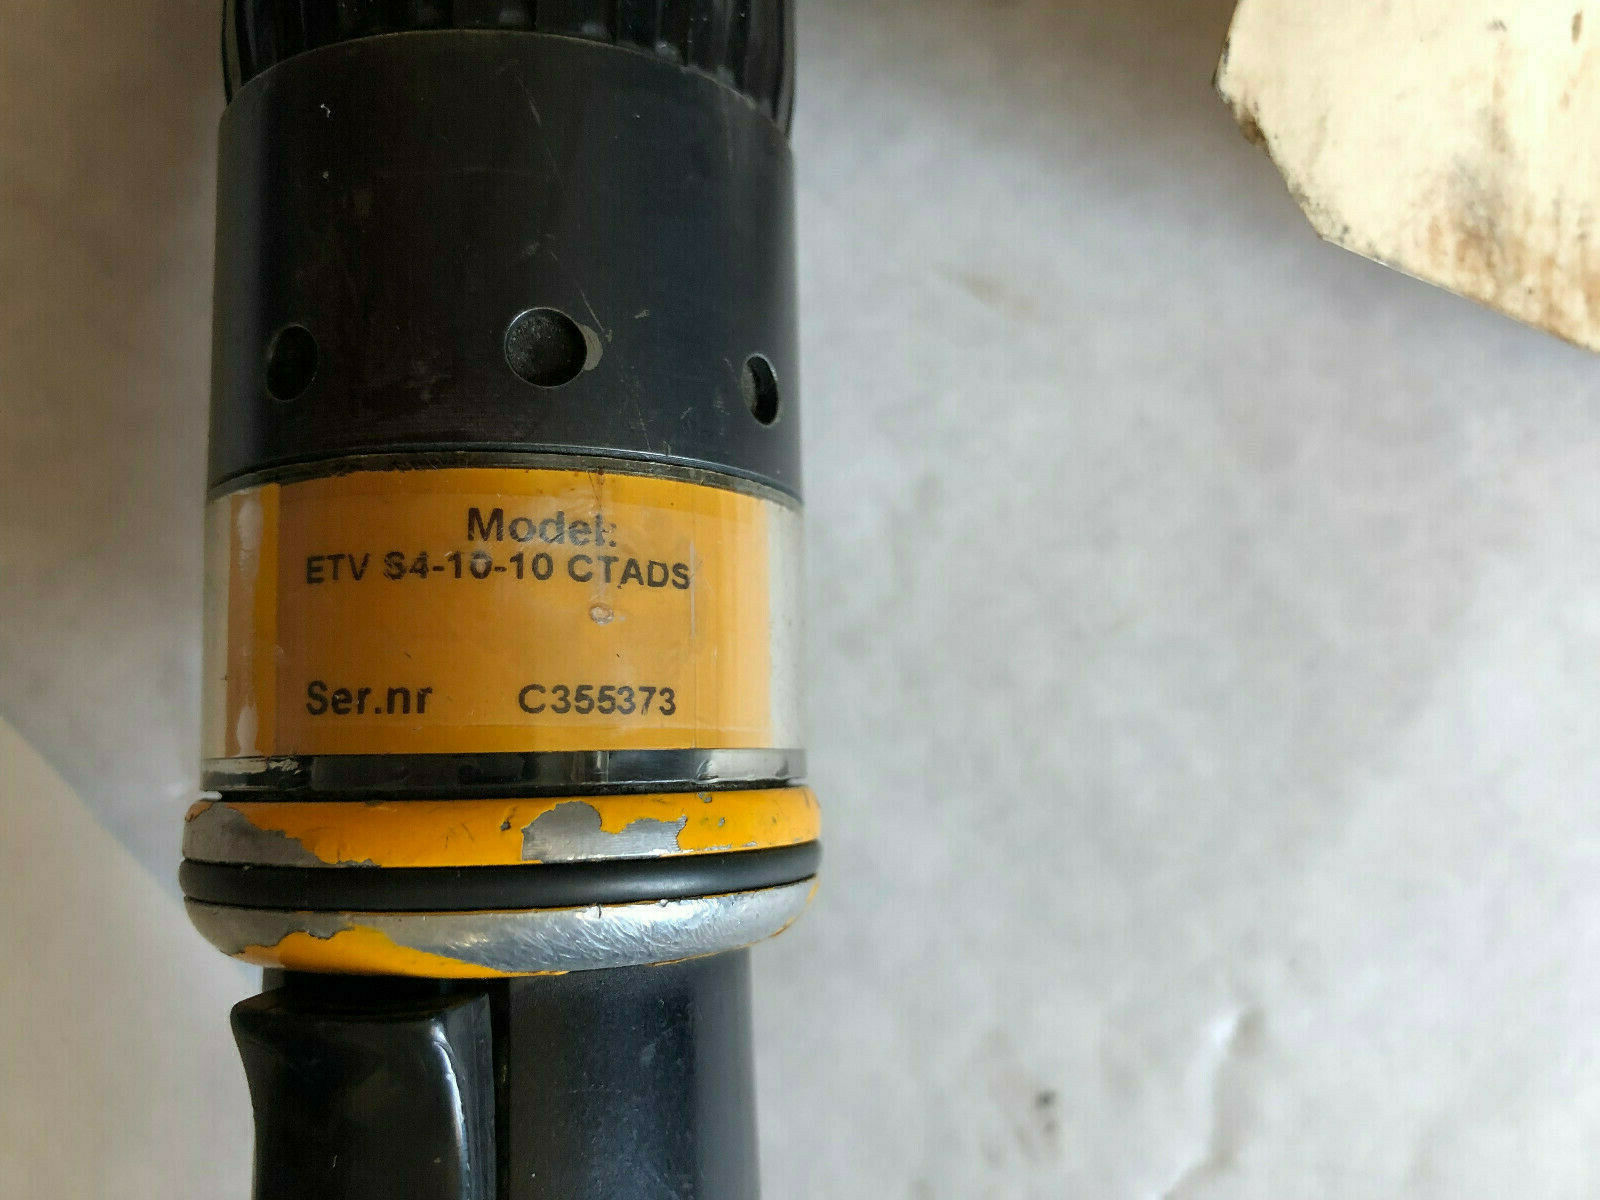 Model:
ETV S4-10-10 CTADS
Ser.nr C355373